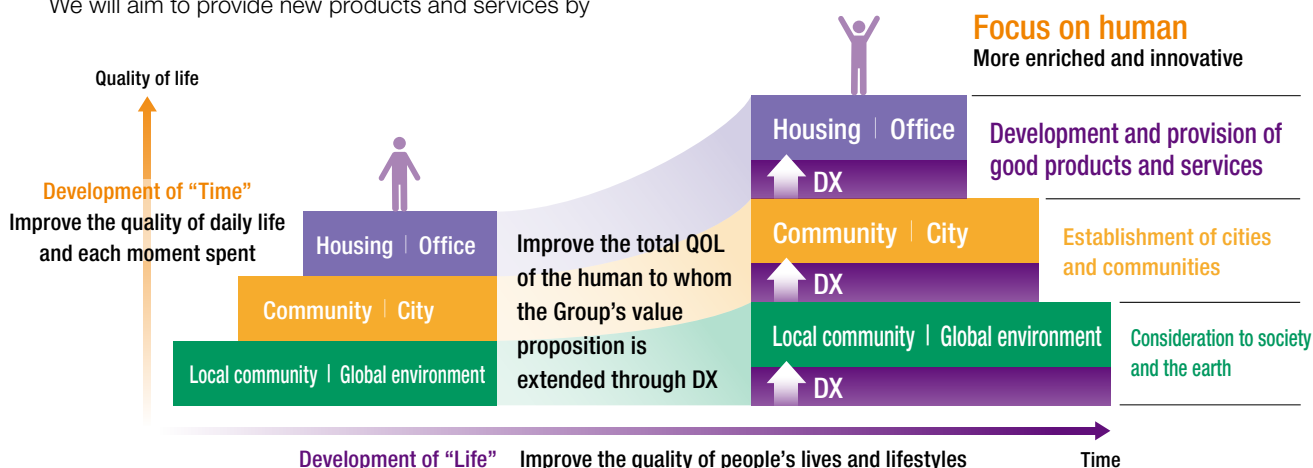 We will aim to provide new products and services by
Focus on human
More enriched and innovative
Quality of life
Housing | Office
DX
Development and provision of
good products and services
Development of “Time”
Improve the quality of daily life
and each moment spent
Housing | Office
Community | City
Local community | Global environment
Improve the total QOL
of the human to whom
the Group’s value
proposition is
extended through DX
Community | City
DX
Establishment of cities
and communities
Local community | Global environment
DX
Consideration to society
and the earth
Development of “Life” Improve the quality of people’s lives and lifestyles
Time